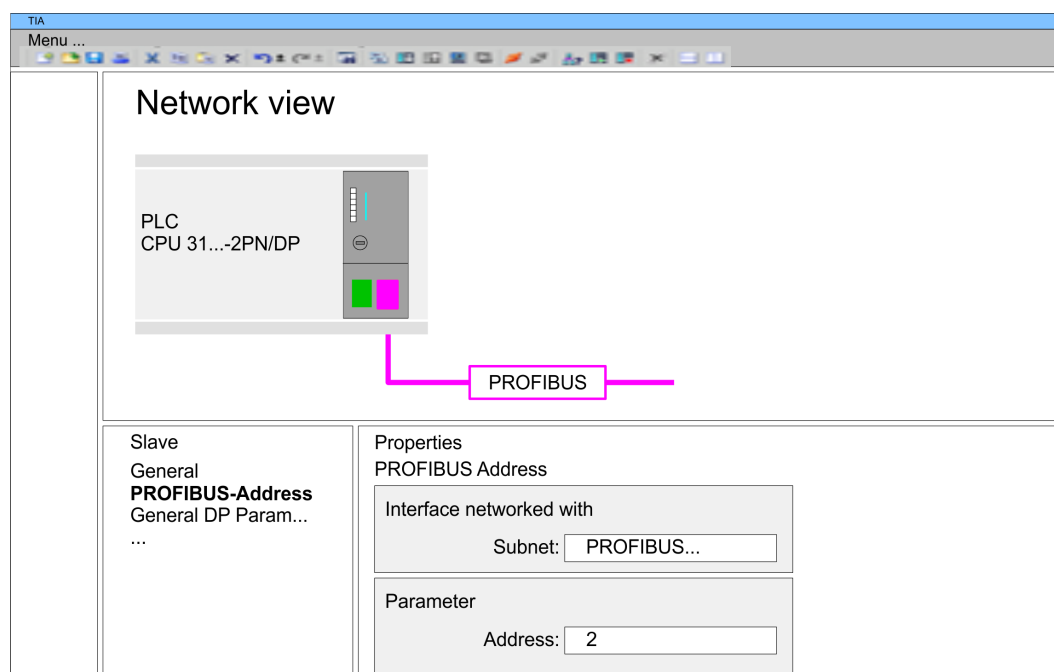 TIA
Menu ...
Network view
PLC
CPU 31...-2PN/DP
PROFIBUS
Slave
General
PROFIBUS-Address
General DP Param...
...
Properties
PROFIBUS Address
Interface networked with
Subnet: PROFIBUS...
Parameter
Address: 2